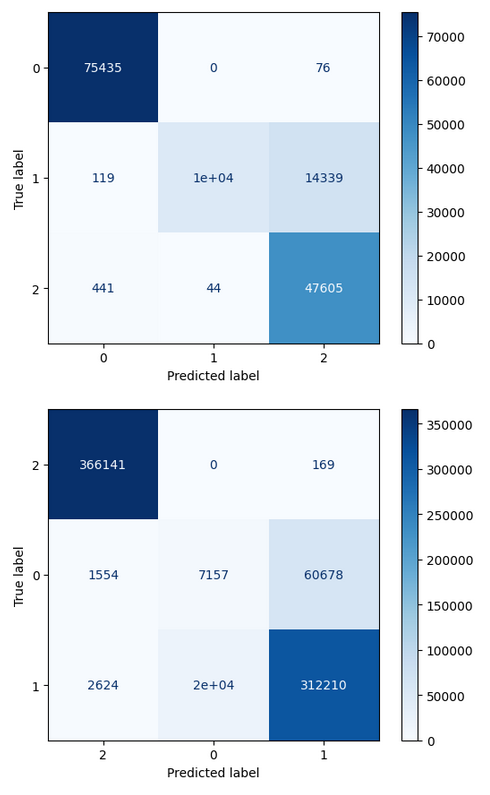 0 75435 0 76 70000
60000
50000
True label 1 119 1e+04 14339 40000
30000
20000
2 441 44 47605 10000
0
0 1 2
Predicted label
2 366141 0 169 350000
300000
250000
True label 0 1554 7157 60678 200000
150000
100000
1 2624 2e+04 312210 50000
0
2 0 1
Predicted label